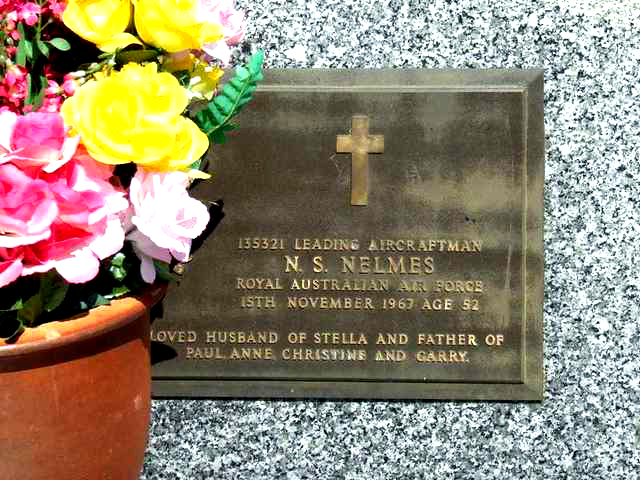 135321 LEADING AIRCRAFTMAN
N. S. NELMES
ROYAL AUSTRALIAN AIR FORCE
15TH NOVEMBER 1967 AGE 52
LOVED HUSBAND OF STELLA AND FATHER OF
PAUL, ANNE, CHRISTINE AND GARRY.